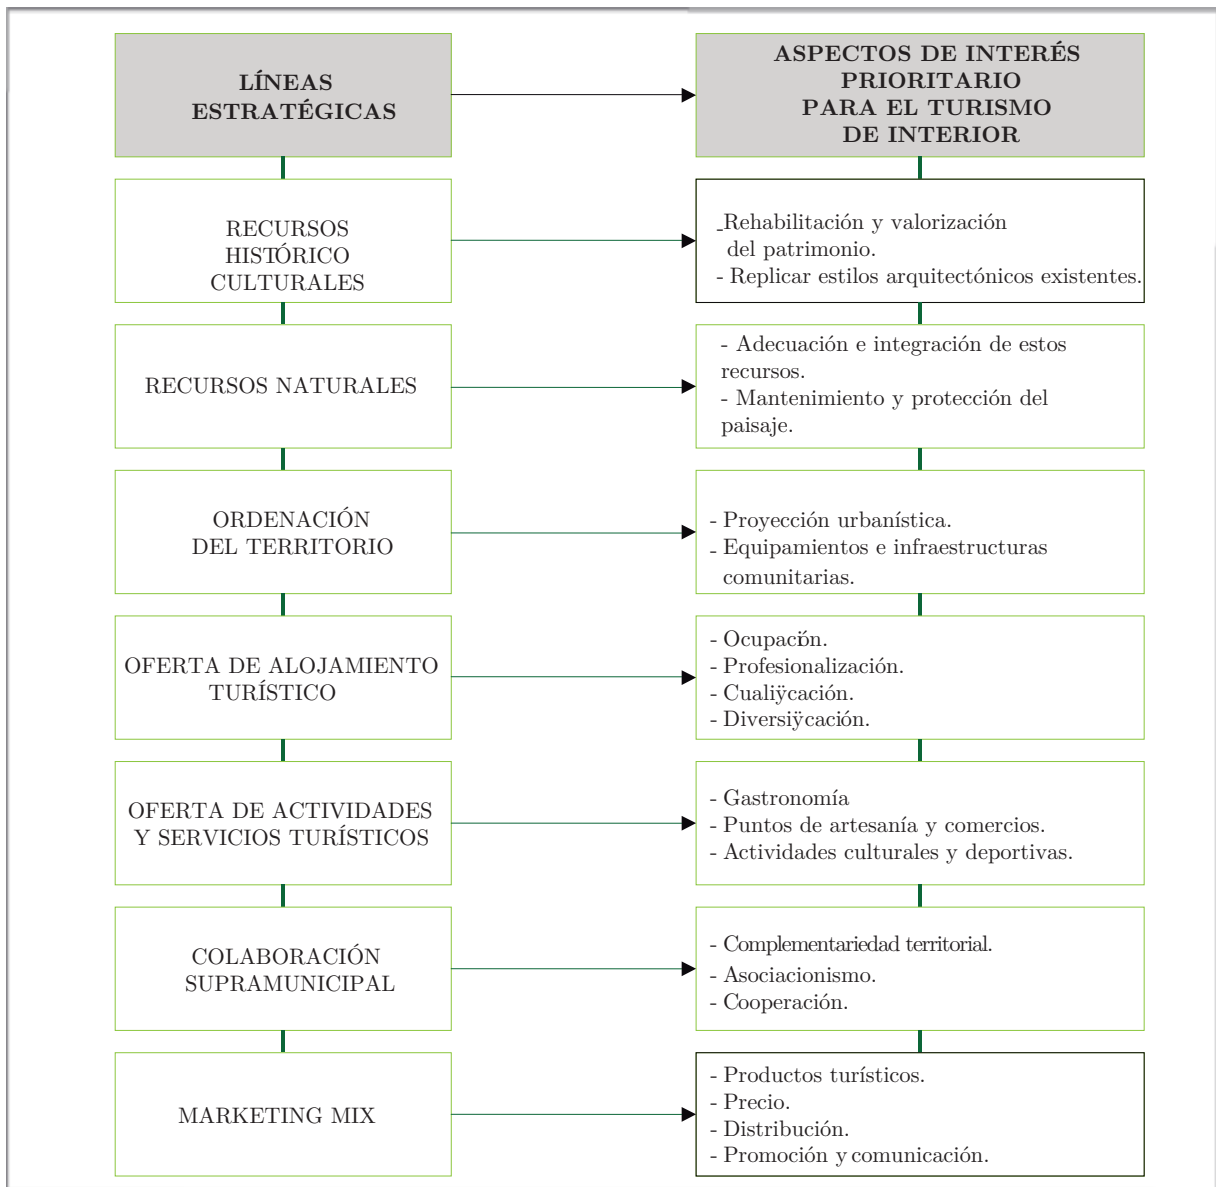 LÍNEAS
ESTRATÉGICAS
ASPECTOS DE INTERÉS
PRIORITARIO
PARA EL TURISMO
DE INTERIOR
RECURSOS
HISTÓRICO
CULTURALES
-Rehabilitación y valorización
del patrimonio.
- Replicar estilos arquitectónicos existentes.
RECURSOS NATURALES
- Adecuación e integración de estos
recursos.
- Mantenimiento y protección del
paisaje.
ORDENACIÓN
DEL TERRITORIO
- Proyección urbanística.
- Equipamientos e infraestructuras
comunitarias.
OFERTA DE ALOJAMIENTO
TURÍSTICO
- Ocupación.
- Profesionalización.
- Cualiÿcación.
- Diversiÿcación.
OFERTA DE ACTIVIDADES
Y SERVICIOS TURÍSTICOS
- Gastronomía
- Puntos de artesanía y comercios.
- Actividades culturales y deportivas.
COLABORACIÓN
SUPRAMUNICIPAL
- Complementariedad territorial.
- Asociacionismo.
- Cooperación.
MARKETING MIX
- Productos turísticos.
- Precio.
- Distribución.
- Promoción y comunicación.